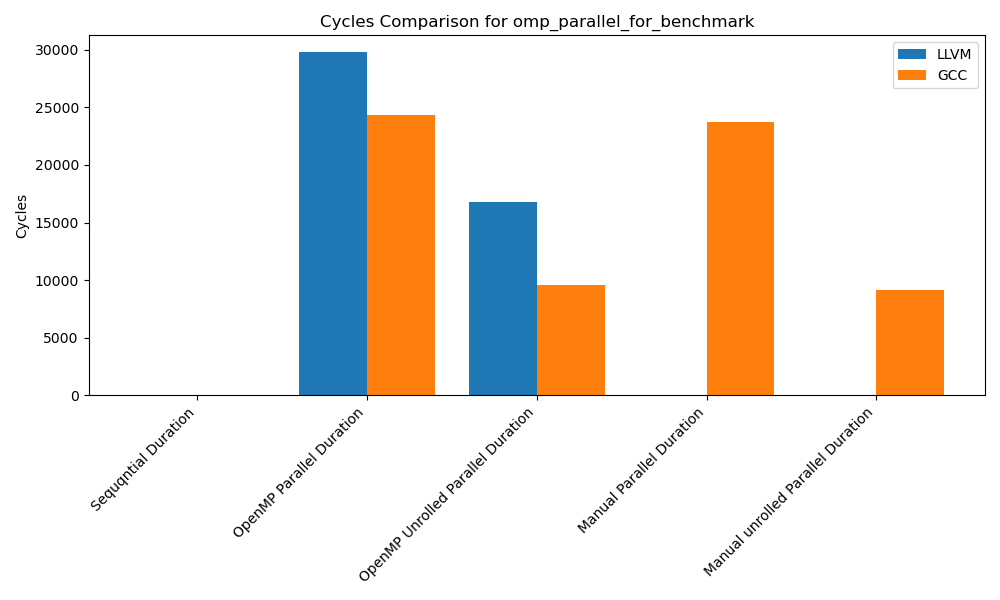 Cycles Comparison for omp_parallel_for_benchmark
LLVM
GCC
Cycles
30000
25000
20000
15000
10000
5000
0
Sequqntial Duration
OpenMP Parallel Duration
OpenMP Unrolled Parallel Duration
Manual Parallel Duration
Manual unrolled Parallel Duration